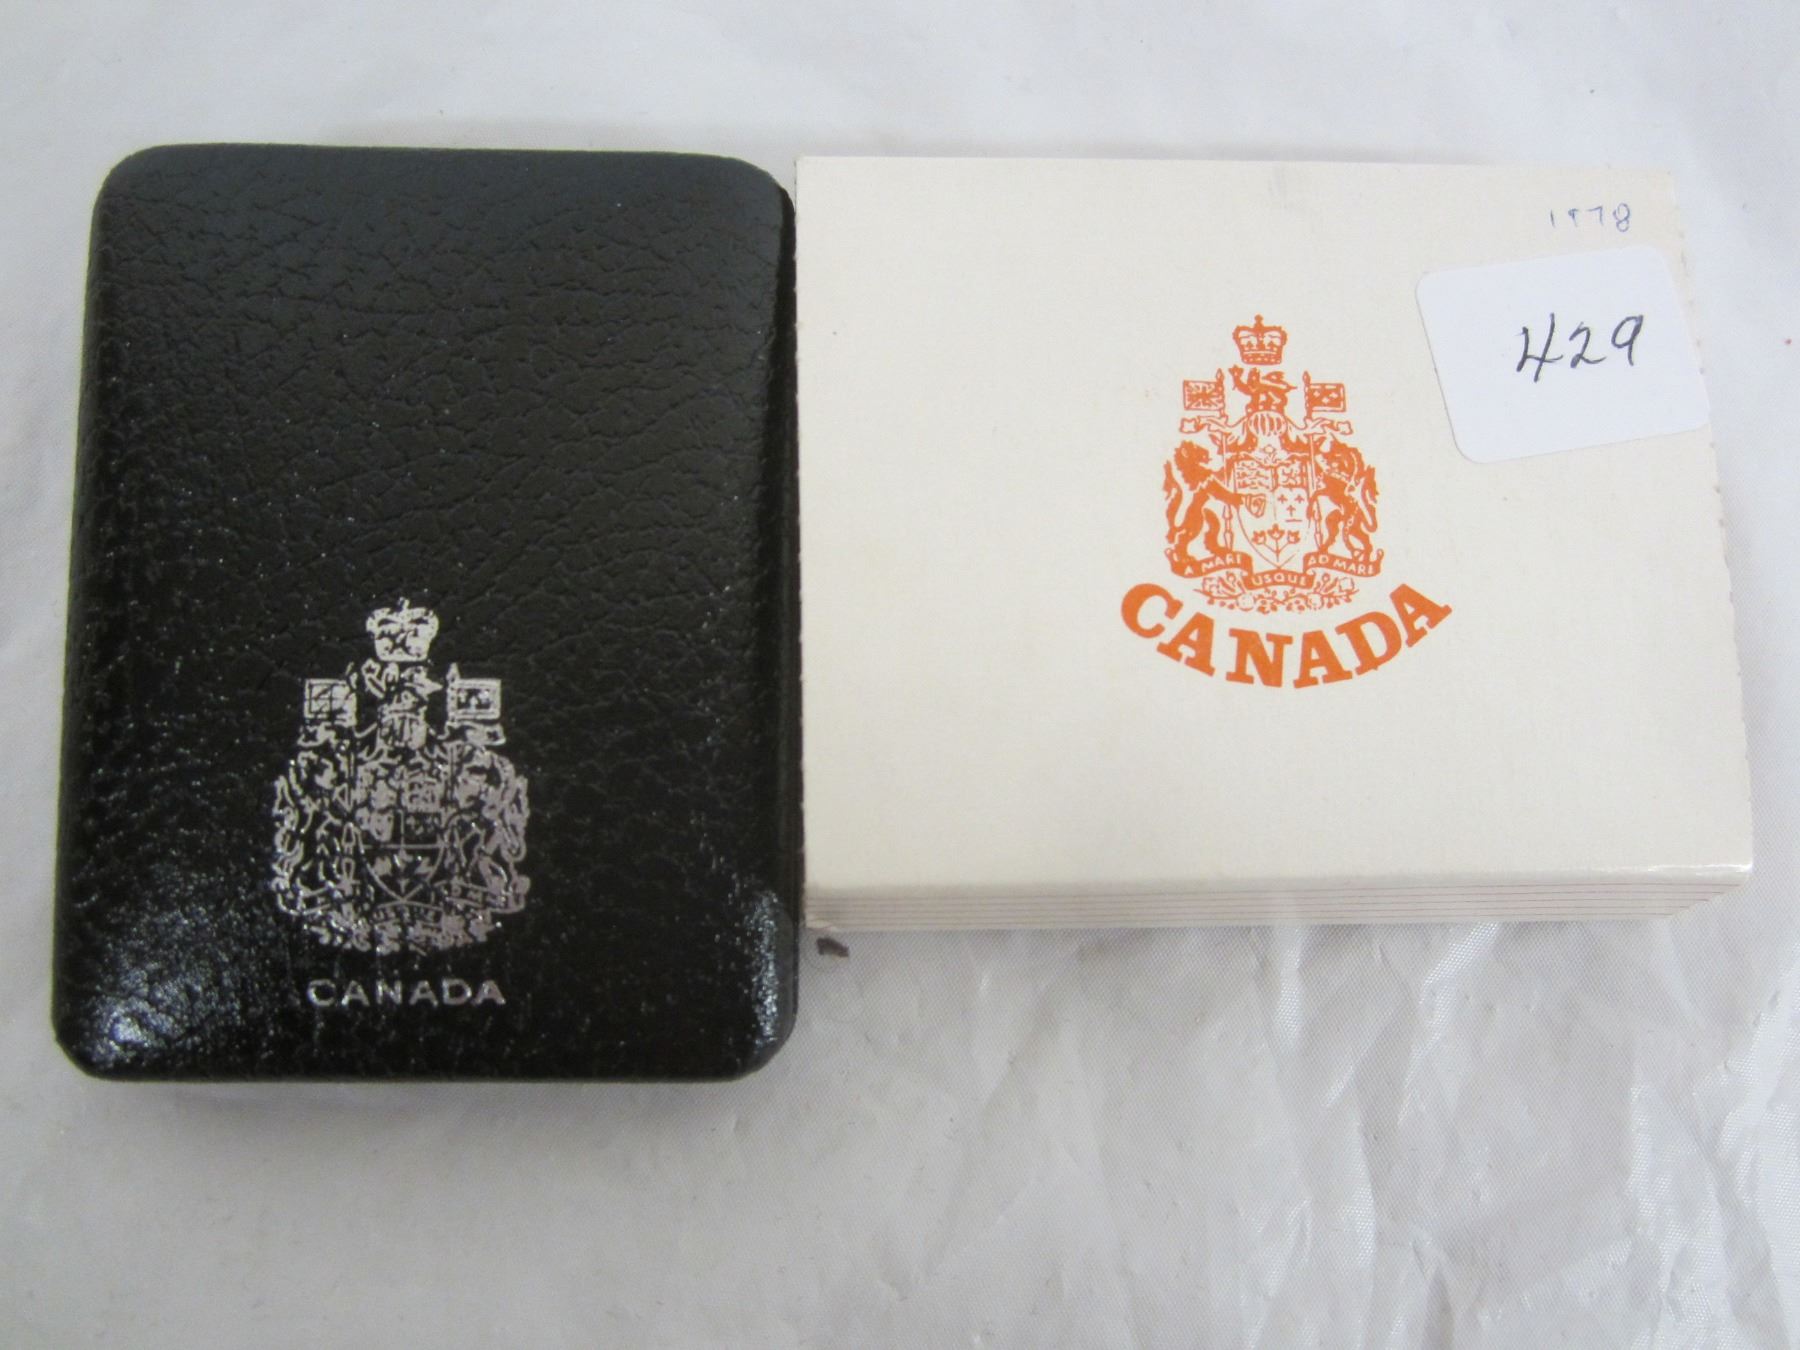 CANADA
1978
429
A MARI USQUE AD MARE
CANADA